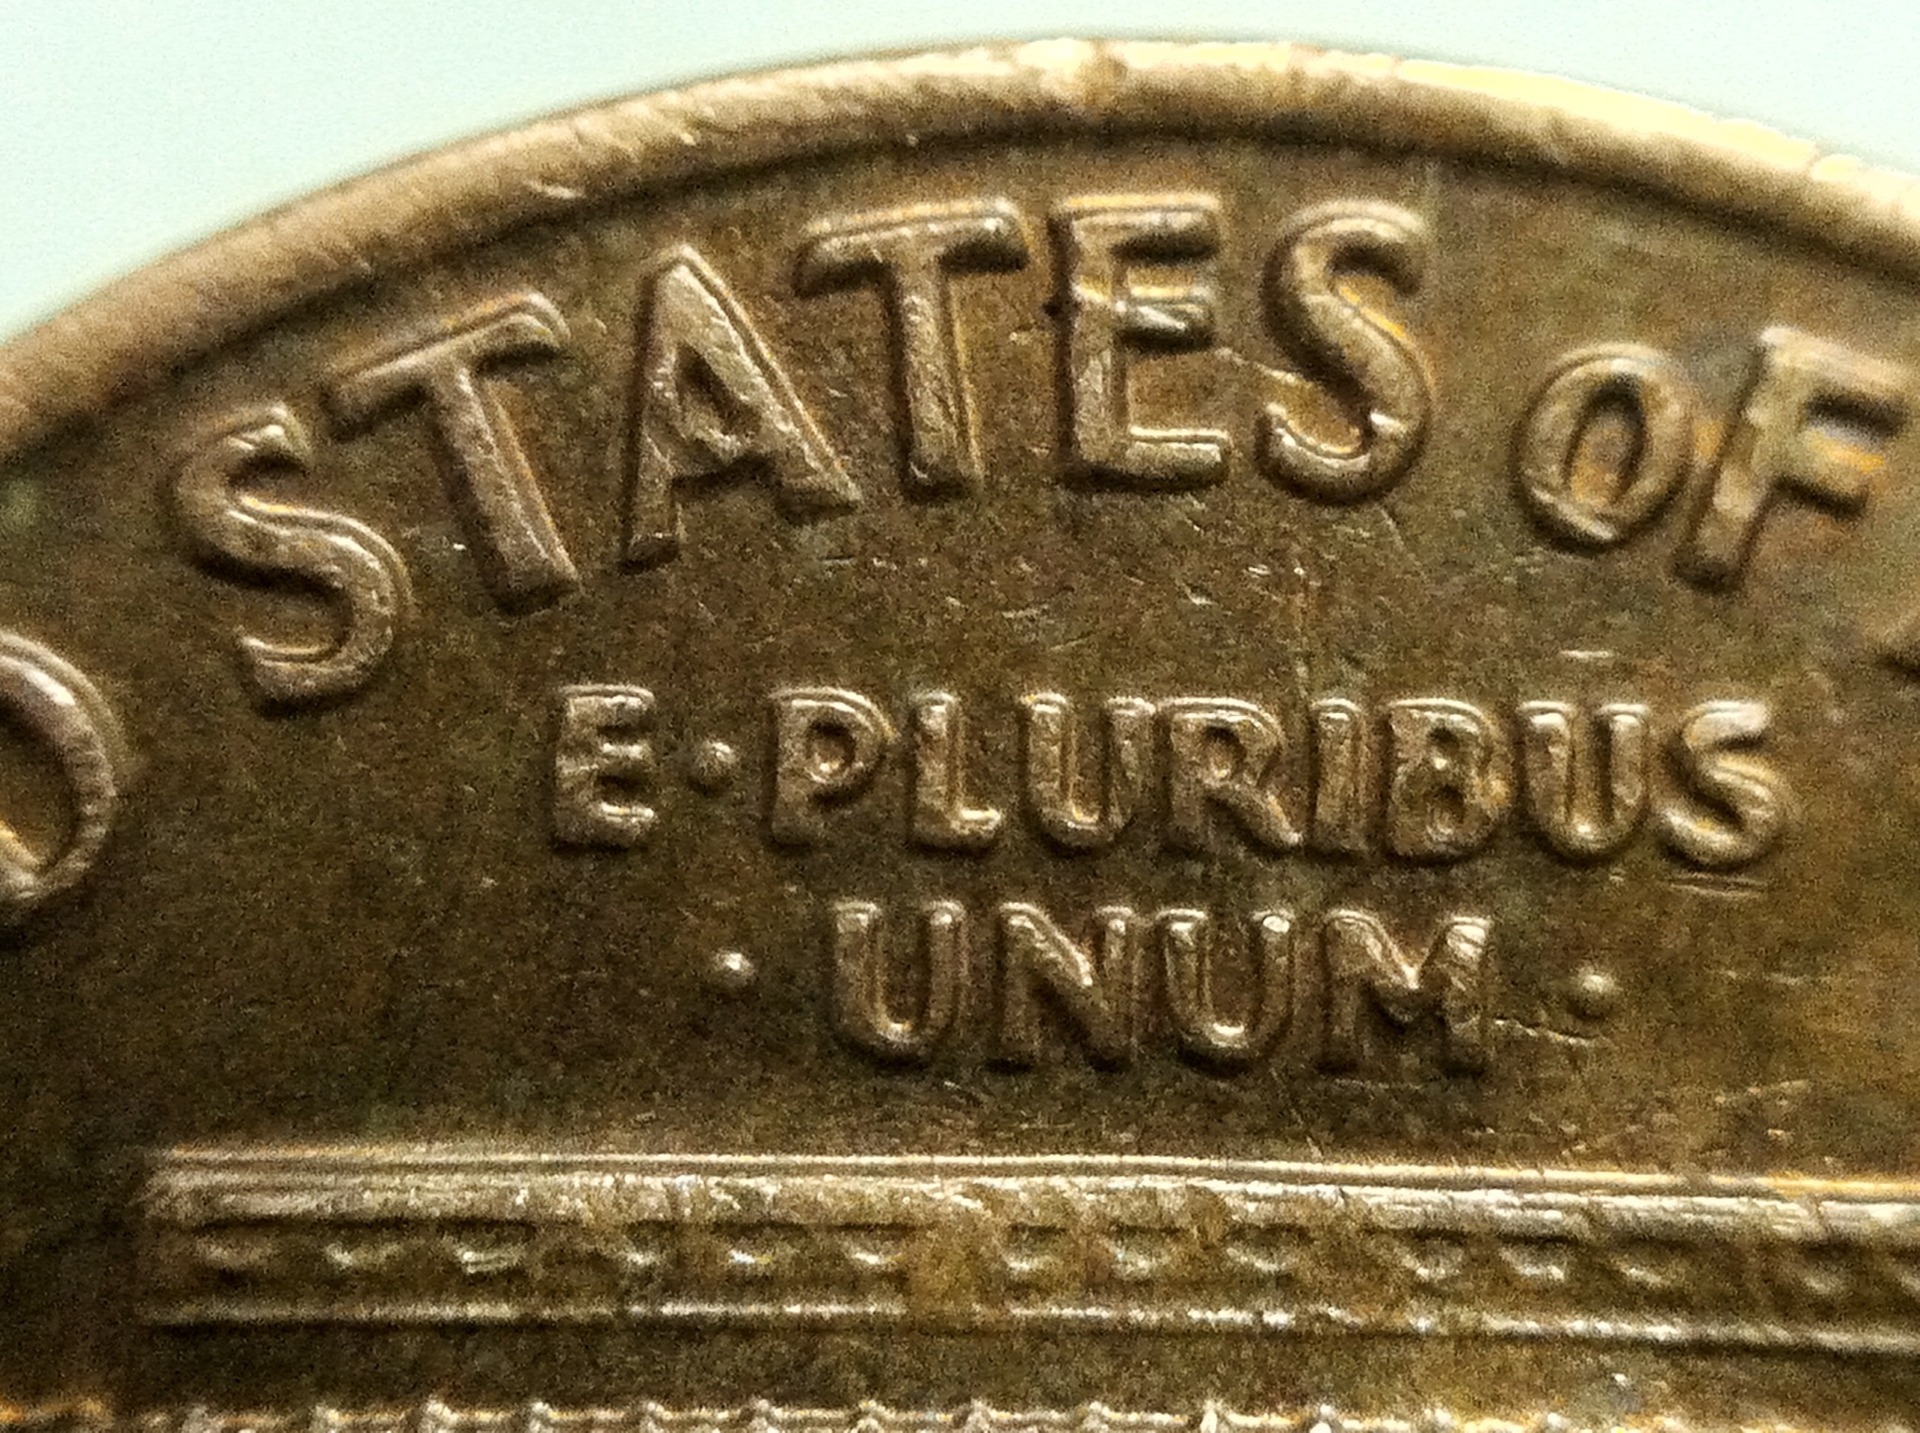 D STATES OF
E·PLURIBUS
·UNUM·